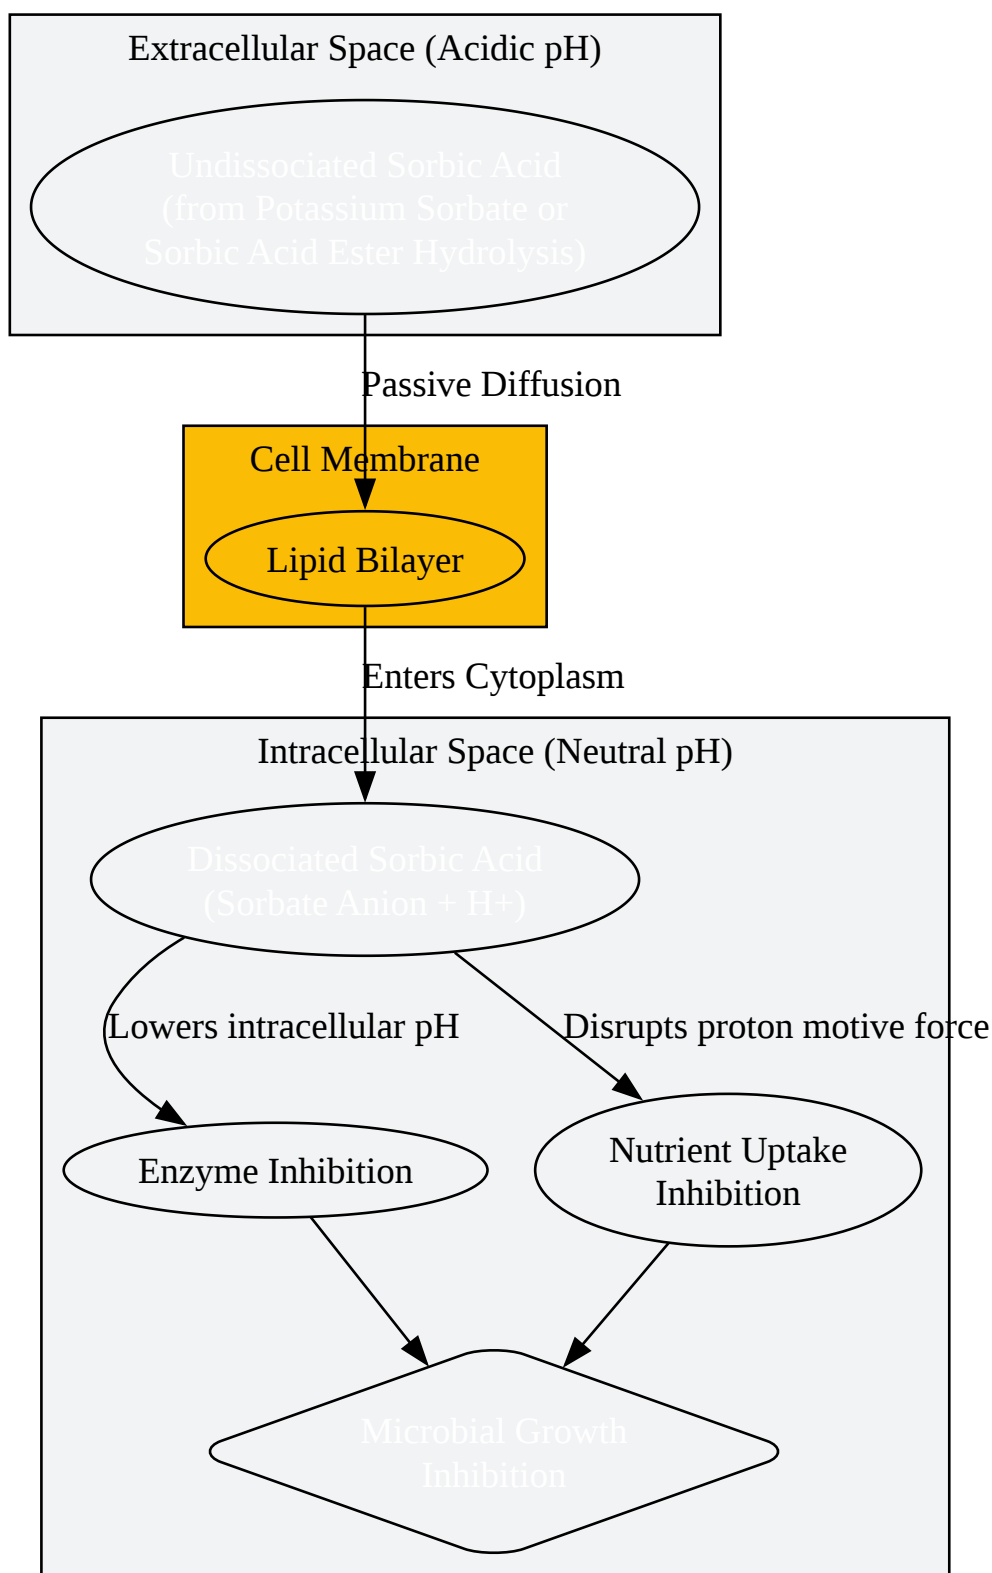 Extracellular Space (Acidic pH)
Undissociated Sorbic Acid
(from Potassium Sorbate or
Sorbic Acid Ester Hydrolysis)
Passive Diffusion
Cell Membrane
Lipid Bilayer
Enters Cytoplasm
Intracellular Space (Neutral pH)
Dissociated Sorbic Acid
(Sorbate Anion + H+)
Lowers intracellular pH
Disrupts proton motive force
Enzyme Inhibition
Nutrient Uptake
Inhibition
Microbial Growth
Inhibition